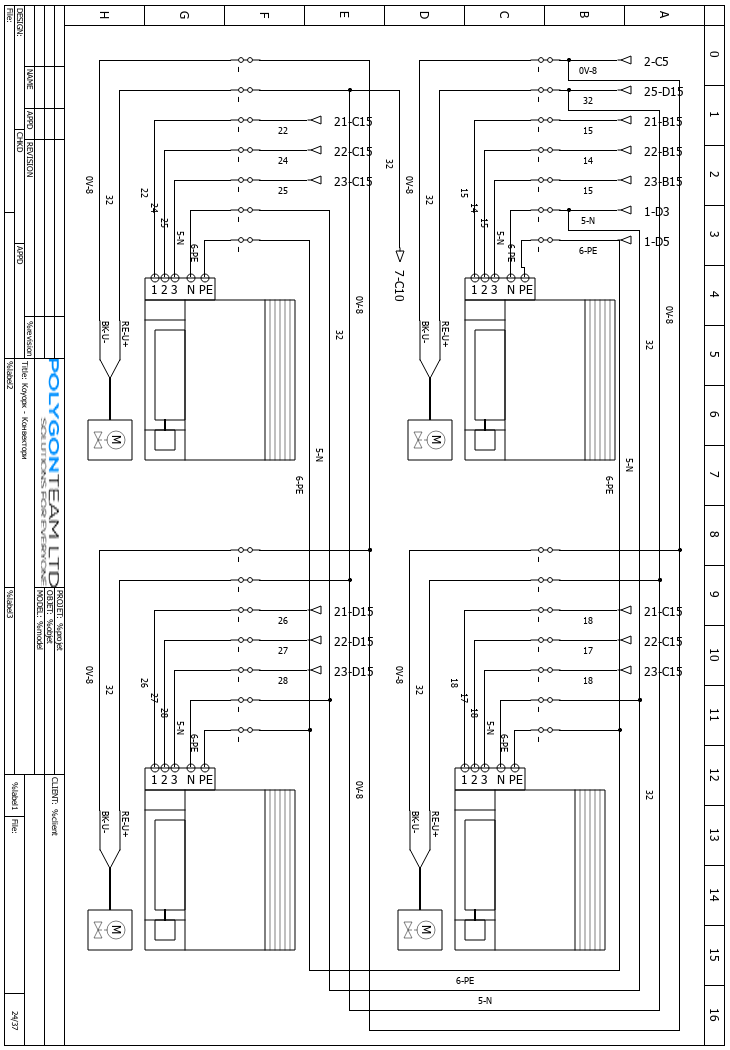 H G F E D C B A
0
1
2
3
4
5
6
7
8
9
10
11
12
13
14
15
16
2-C5
0V-8
25-D15
32
21-C15
22
21-B15
15
22-C15
24
22-B15
14
23-C15
25
23-B15
15
1-D3
5-N
1-D5
6-PE
32
7-C10
0V-8
32
22
24
25
5-N
6-PE
1 2 3 N PE
BK-U-
RE-U+
M
0V-8
32
15
14
15
5-N
6-PE
1 2 3 N PE
BK-U-
RE-U+
M
0V-8
32
5-N
6-PE
0V-8
32
5-N
6-PE
21-D15
26
22-D15
27
23-D15
28
21-C15
18
22-C15
17
23-C15
18
0V-8
32
26
27
28
5-N
6-PE
1 2 3 N PE
BK-U-
RE-U+
M
0V-8
32
18
17
18
5-N
6-PE
1 2 3 N PE
BK-U-
RE-U+
M
0V-8
32
6-PE
5-N
File:
DESIGN:
CHKD
APPD
NAME
APPD
REVISION
%revision
POLYGONTEAM LTD
SOLUTIONS FOR EVERYONE
Title: Коуорк - Конвектори
%label2
%label3
PROJET: %projet
OBJET: %objet
MODEL: %model
CLIENT: %client
%label1
File:
24/37